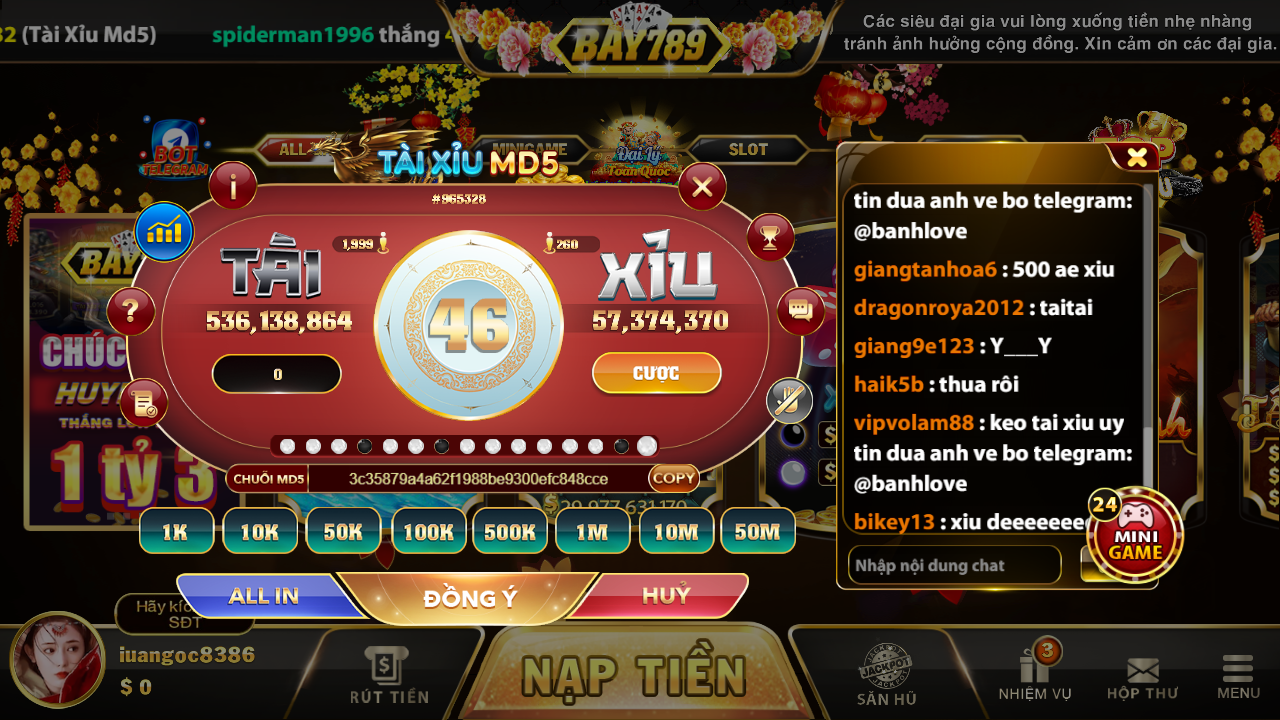 32 (Tài Xỉu Md5)
spiderman1996 thắng 4
BAY789
Các siêu đại gia vui lòng xuống tiền nhẹ nhàng
tránh ảnh hưởng cộng đồng. Xin cảm ơn các đại gia.
BOT
TELEGRAM
ALL
MINIGAME
Đại Lý
Toàn Quốc
SLOT
TÀI XỈU MD5
#965328
TÀI
1,999
260
XỈU
536,138,864
46
57,374,370
0
CƯỢC
CHUỖI MD5
3c35879a4a62f1988be9300efc848cce
COPY
BAY
CHÚC
HUY
THẮNG L
1 tỷ 3
1K
10K
50K
100K
500K
1M
10M
50M
ALL IN
ĐỒNG Ý
HUỶ
tin dua anh ve bo telegram:
@banhlove
giangtanhoa6 : 500 ae xiu
dragonroya2012 : taitai
giang9e123 : Y___Y
haik5b : thua rôi
vipvolam88 : keo tai xiu uy
tin dua anh ve bo telegram:
@banhlove
bikey13 : xiu deeeeeee
Nhập nội dung chat
24
MINI
GAME
Hãy kí
SĐT
iuangoc8386
$ 0
RÚT TIỀN
NẠP TIỀN
JACKPOT
SĂN HŨ
3
NHIỆM VỤ
HỘP THƯ
MENU